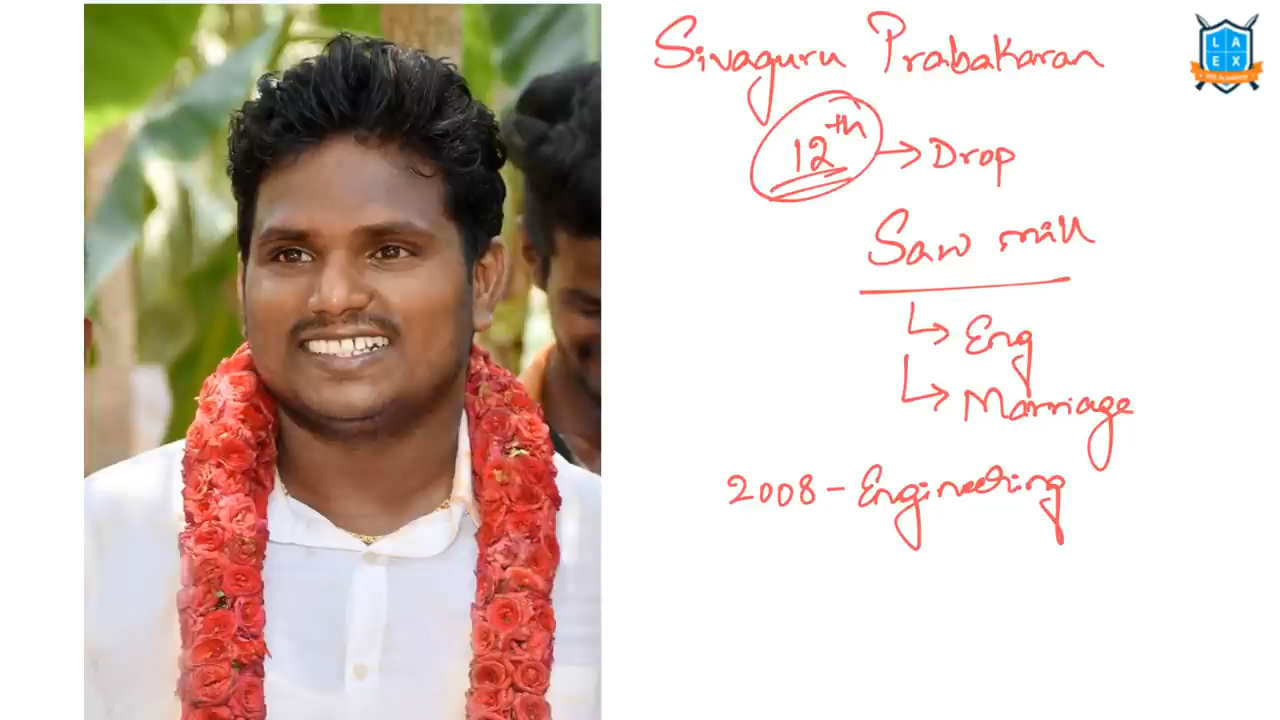 Sivaguru Prabakaran
12th → Drop
Saw mill
Eng
Marriage
2008 - Engineering
L A
E X